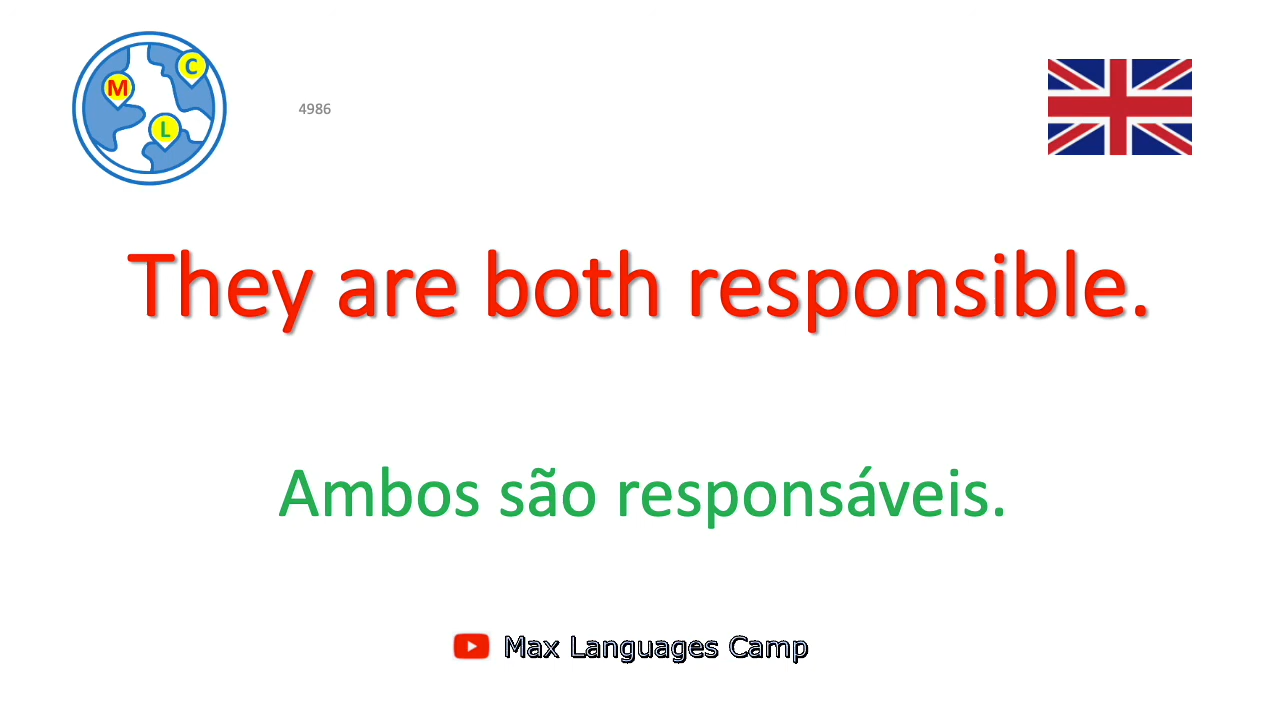 M
C
L
4986
They are both responsible.
Ambos são responsáveis.
Max Languages Camp